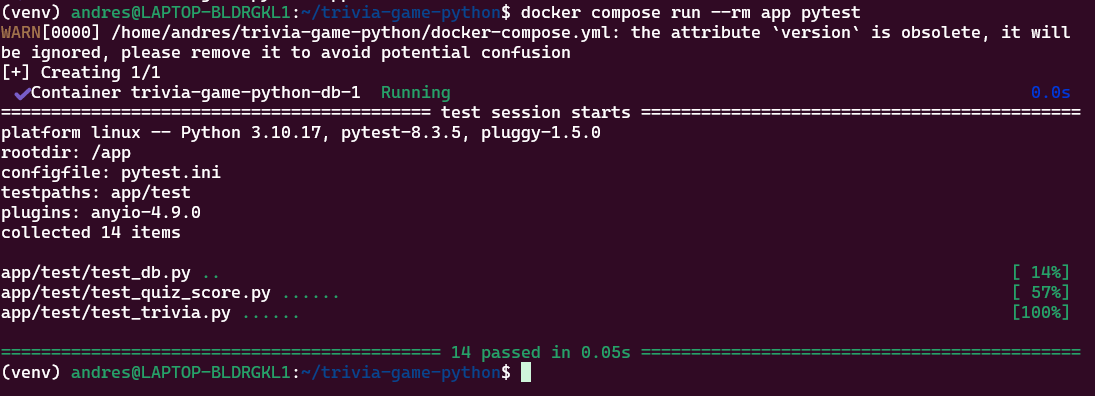 (venv) andres@LAPTOP-BLDRGKL1:~/trivia-game-python$ docker compose run --rm app pytest
WARN[0000] /home/andres/trivia-game-python/docker-compose.yml: the attribute `version` is obsolete, it will
be ignored, please remove it to avoid potential confusion
[+] Creating 1/1
✔Container trivia-game-python-db-1  Running 0.0s
=========================================== test session starts ============================================
platform linux -- Python 3.10.17, pytest-8.3.5, pluggy-1.5.0
rootdir: /app
configfile: pytest.ini
testpaths: app/test
plugins: anyio-4.9.0
collected 14 items
app/test/test_db.py .. [ 14%]
app/test/test_quiz_score.py ...... [ 57%]
app/test/test_trivia.py ...... [100%]
============================================ 14 passed in 0.05s ============================================
(venv) andres@LAPTOP-BLDRGKL1:~/trivia-game-python$